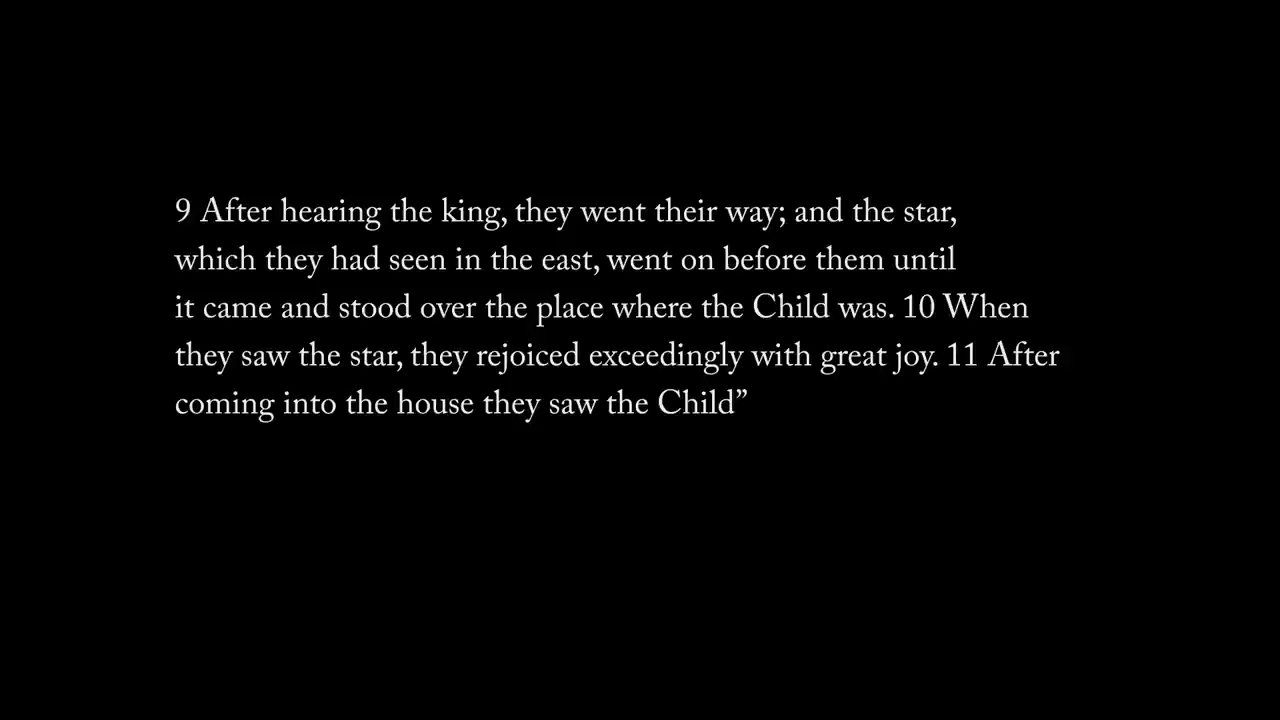 9 After hearing the king, they went their way; and the star,
which they had seen in the east, went on before them until
it came and stood over the place where the Child was. 10 When
they saw the star, they rejoiced exceedingly with great joy. 11 After
coming into the house they saw the Child”